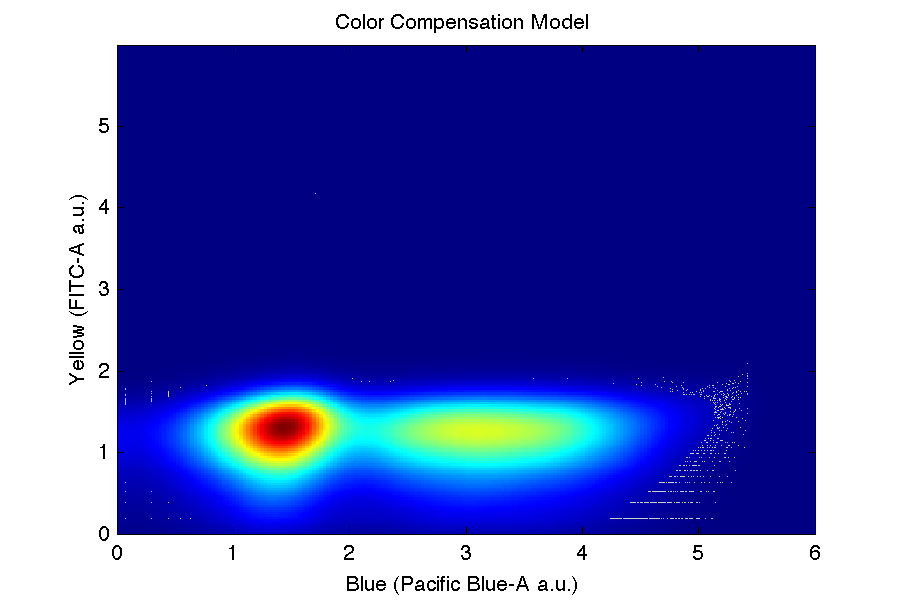 Color Compensation Model
5
4
3
2
1
0
Yellow (FITC-A a.u.)
0 1 2 3 4 5 6
Blue (Pacific Blue-A a.u.)